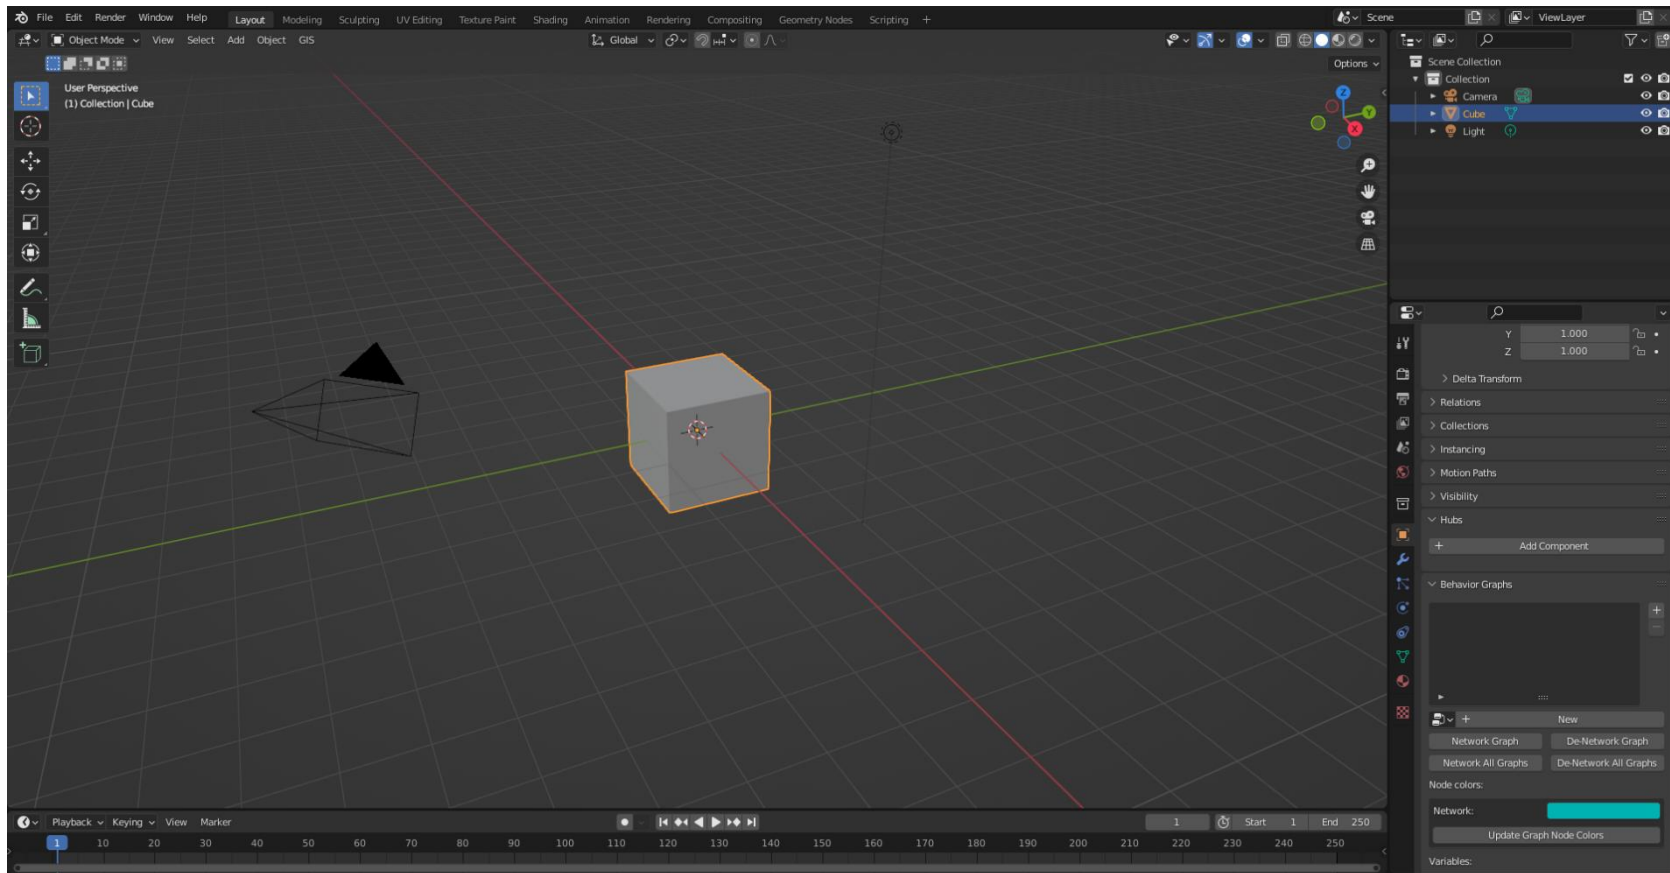 File Edit Render Window Help Layout Modeling Sculpting UV Editing Texture Paint Shading Animation Rendering Compositing Geometry Nodes Scripting + Scene ViewLayer
Object Mode View Select Add Object GIS Global
Options
User Perspective
(1) Collection | Cube
Z
Y
X
Scene Collection
Collection
Camera
Cube
Light
Y 1.000
Z 1.000
Delta Transform
Relations
Collections
Instancing
Motion Paths
Visibility
Hubs
+ Add Component
Behavior Graphs
+ New
Network Graph De-Network Graph
Network All Graphs De-Network All Graphs
Node colors:
Network:
Update Graph Node Colors
Variables:
Playback Keying View Marker 1 Start 1 End 250
1 10 20 30 40 50 60 70 80 90 100 110 120 130 140 150 160 170 180 190 200 210 220 230 240 250